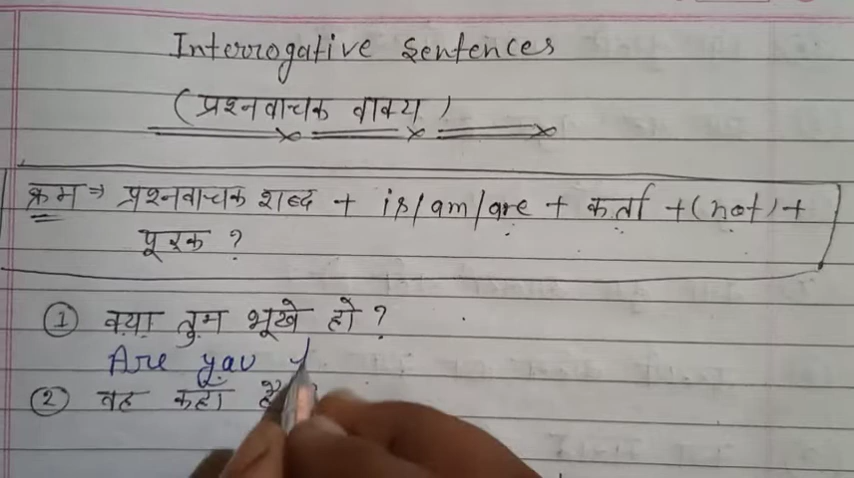 Interrogative Sentences
(प्रश्नवाचक वाक्य)
क्रम ⇒ प्रश्नवाचक शब्द + is/am/are + कर्ता + (not) +
पूरक ?
① क्या तुम भूखे हो ?
Are you
② वह कहाँ है